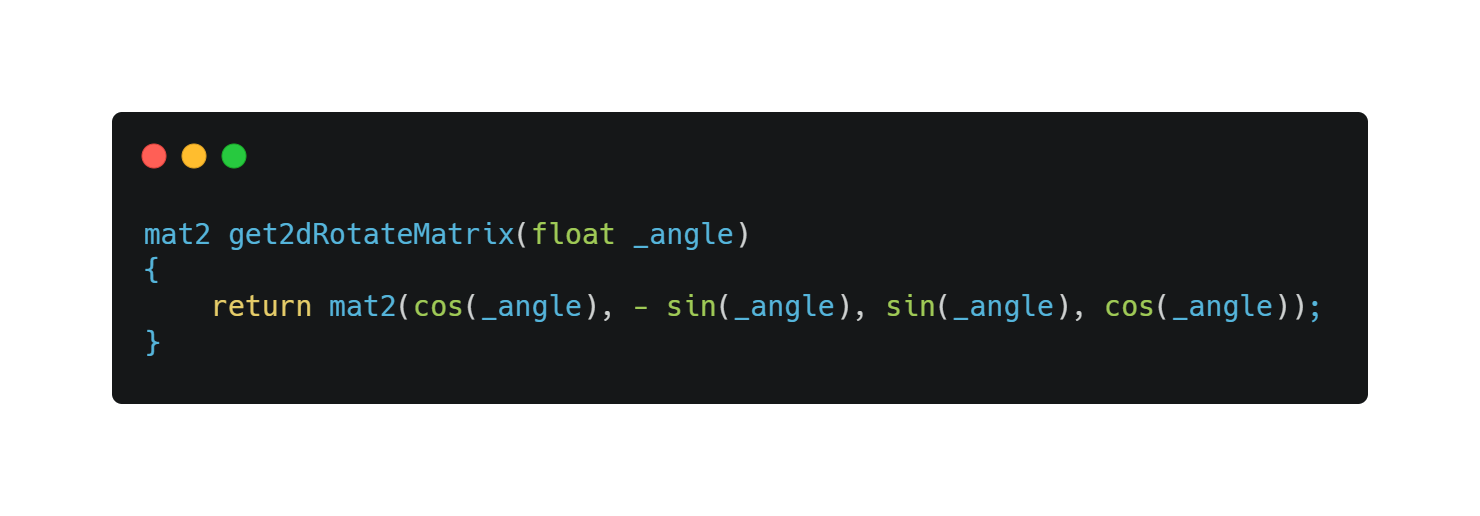 mat2 get2dRotateMatrix(float _angle)
{
    return mat2(cos(_angle), - sin(_angle), sin(_angle), cos(_angle));
}